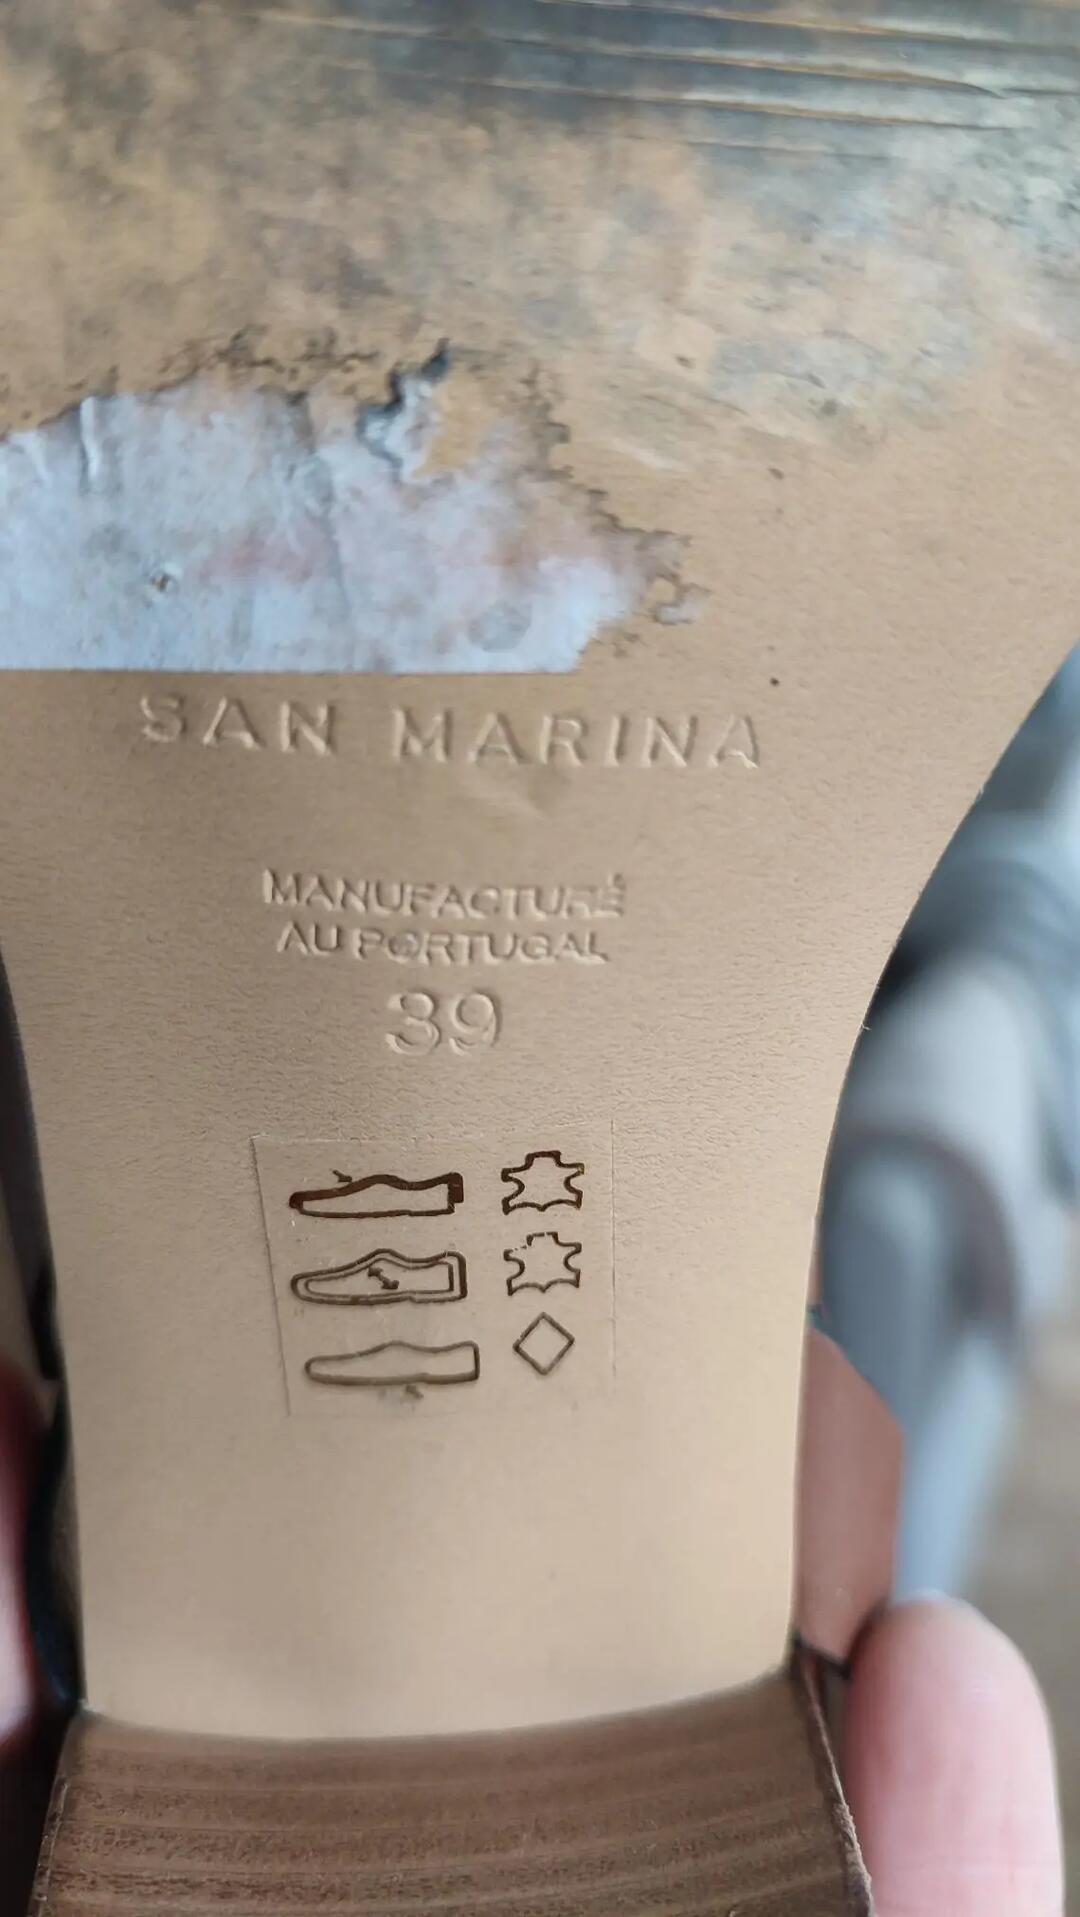 SAN MARINA
MANUFACTURÉ
AU PORTUGAL
39